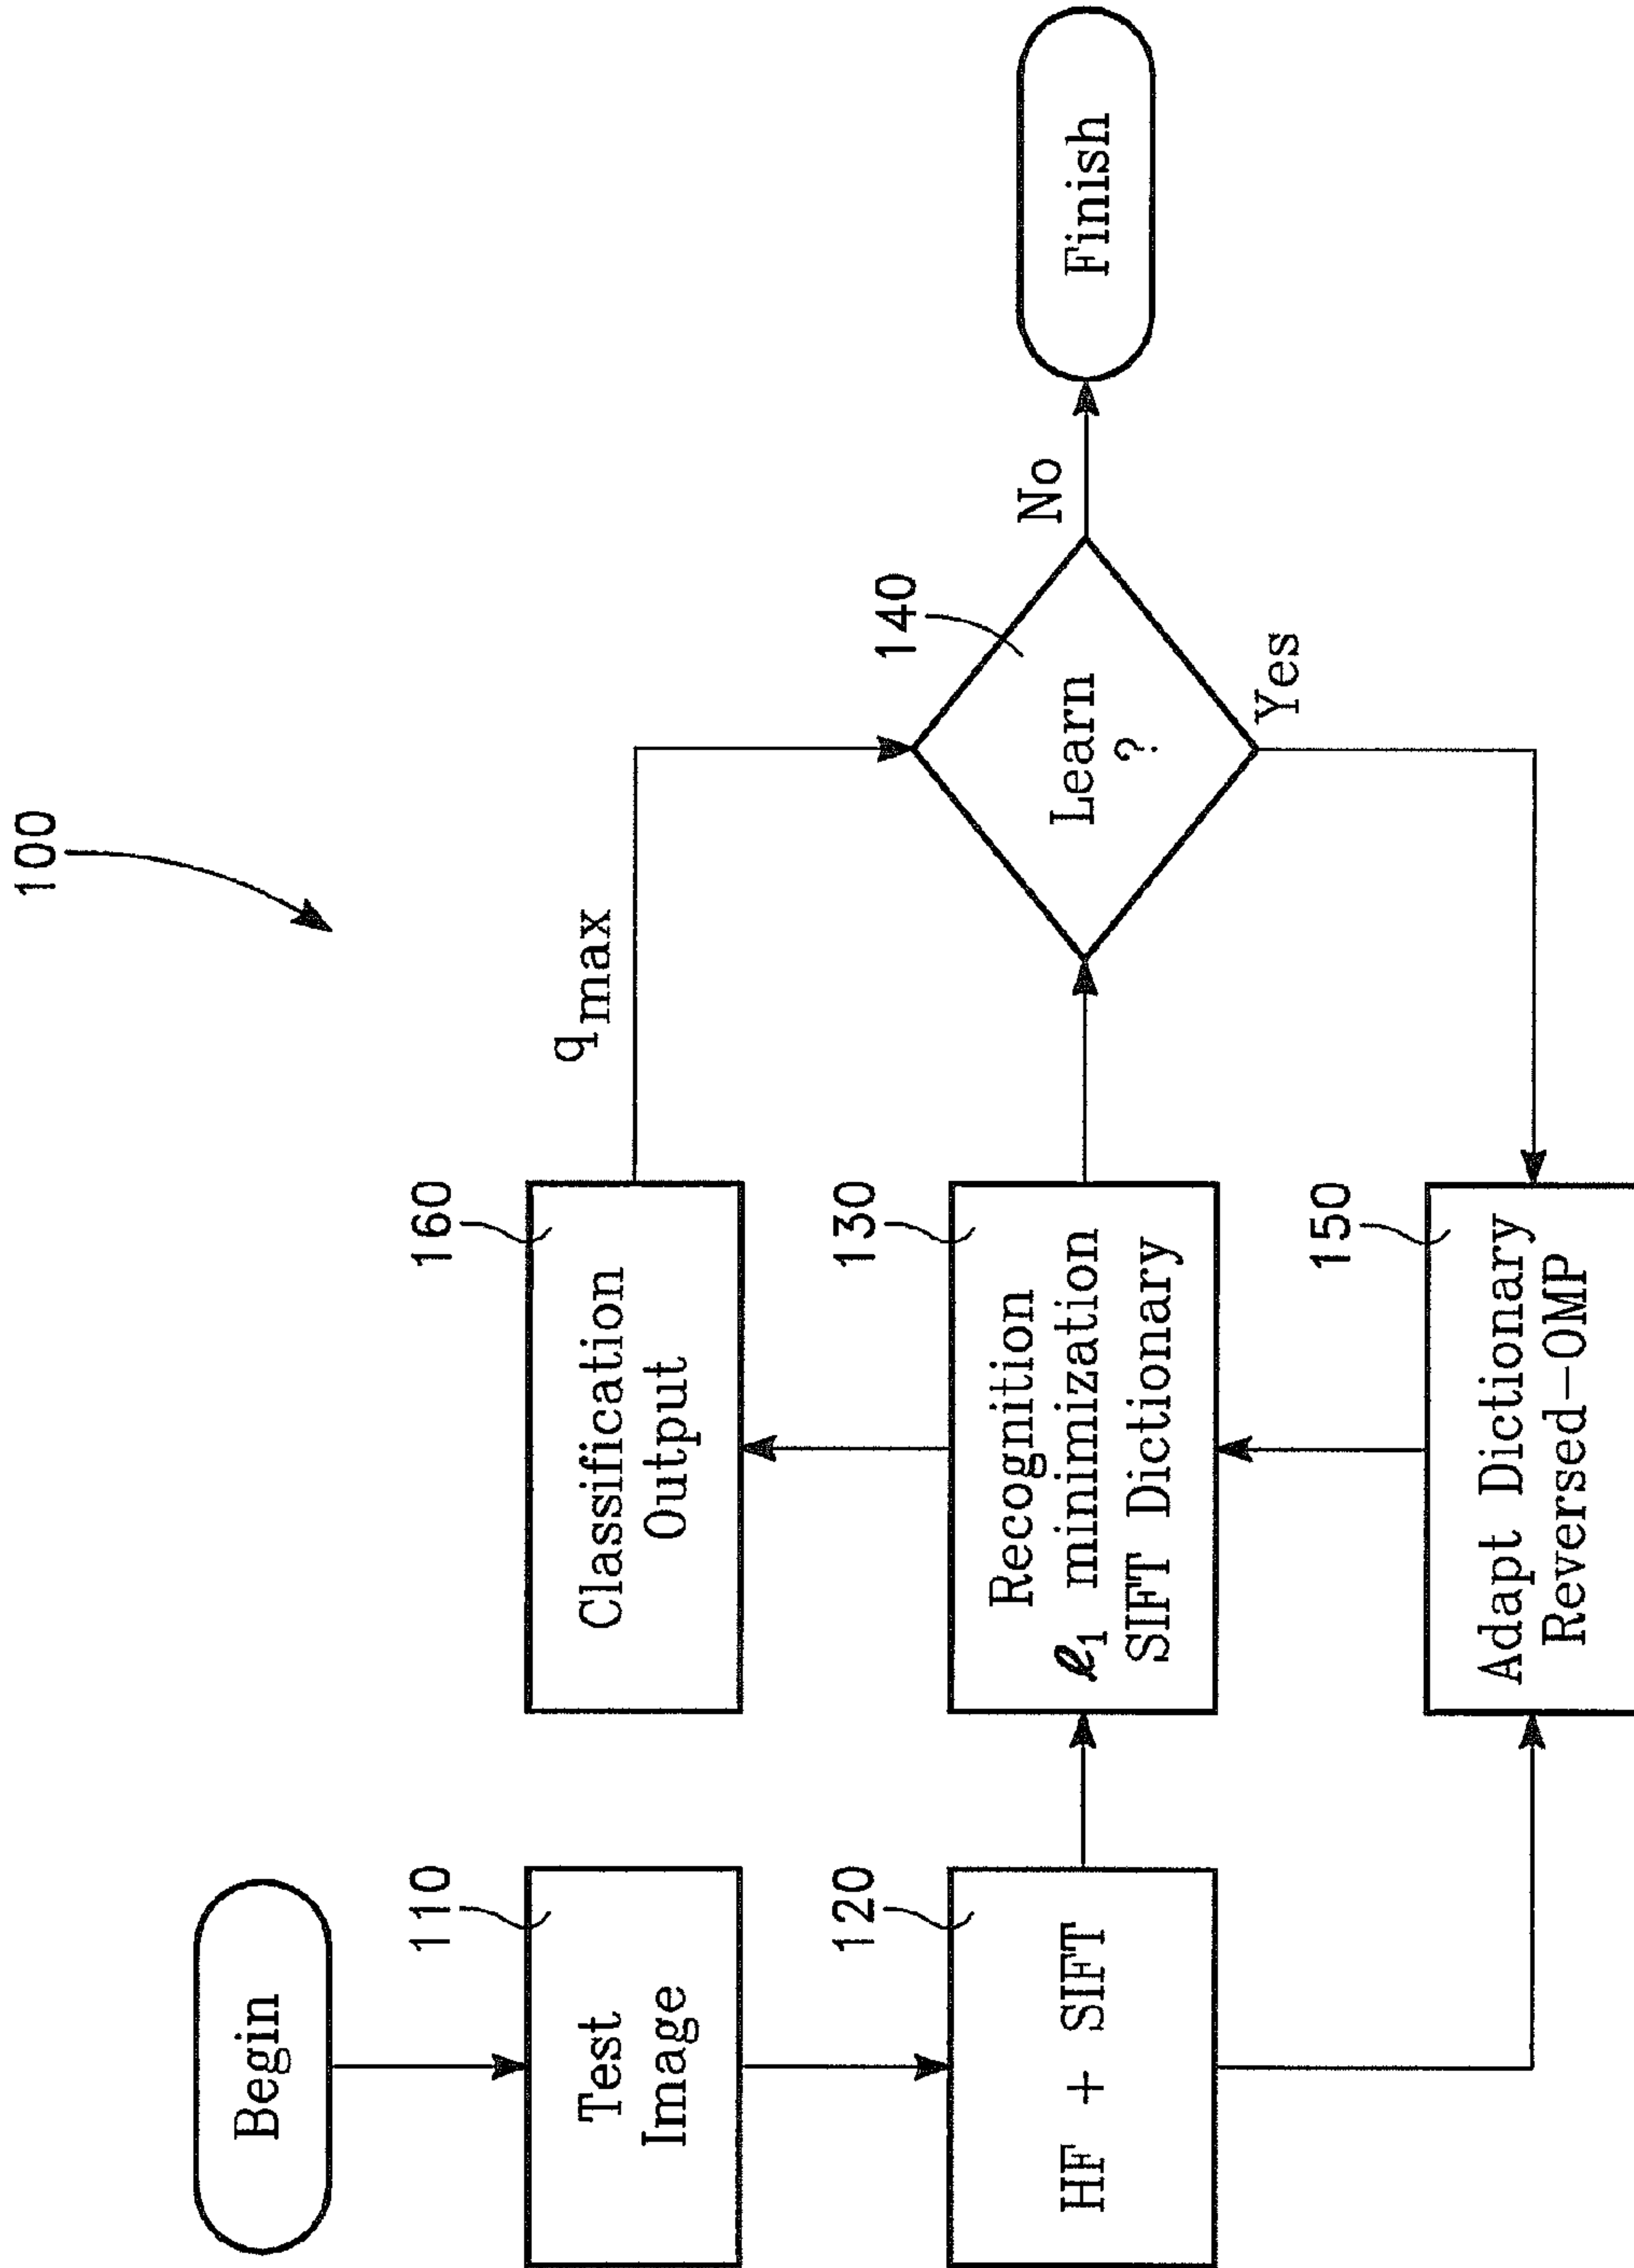 100
Begin
110
Test
Image
120
HF + SIFT
160
Classification
Output
qmax
130
Recognition
ℓ1 minimization
SIFT Dictionary
140
Learn
?
No
Finish
Yes
150
Adapt Dictionary
Reversed-OMP